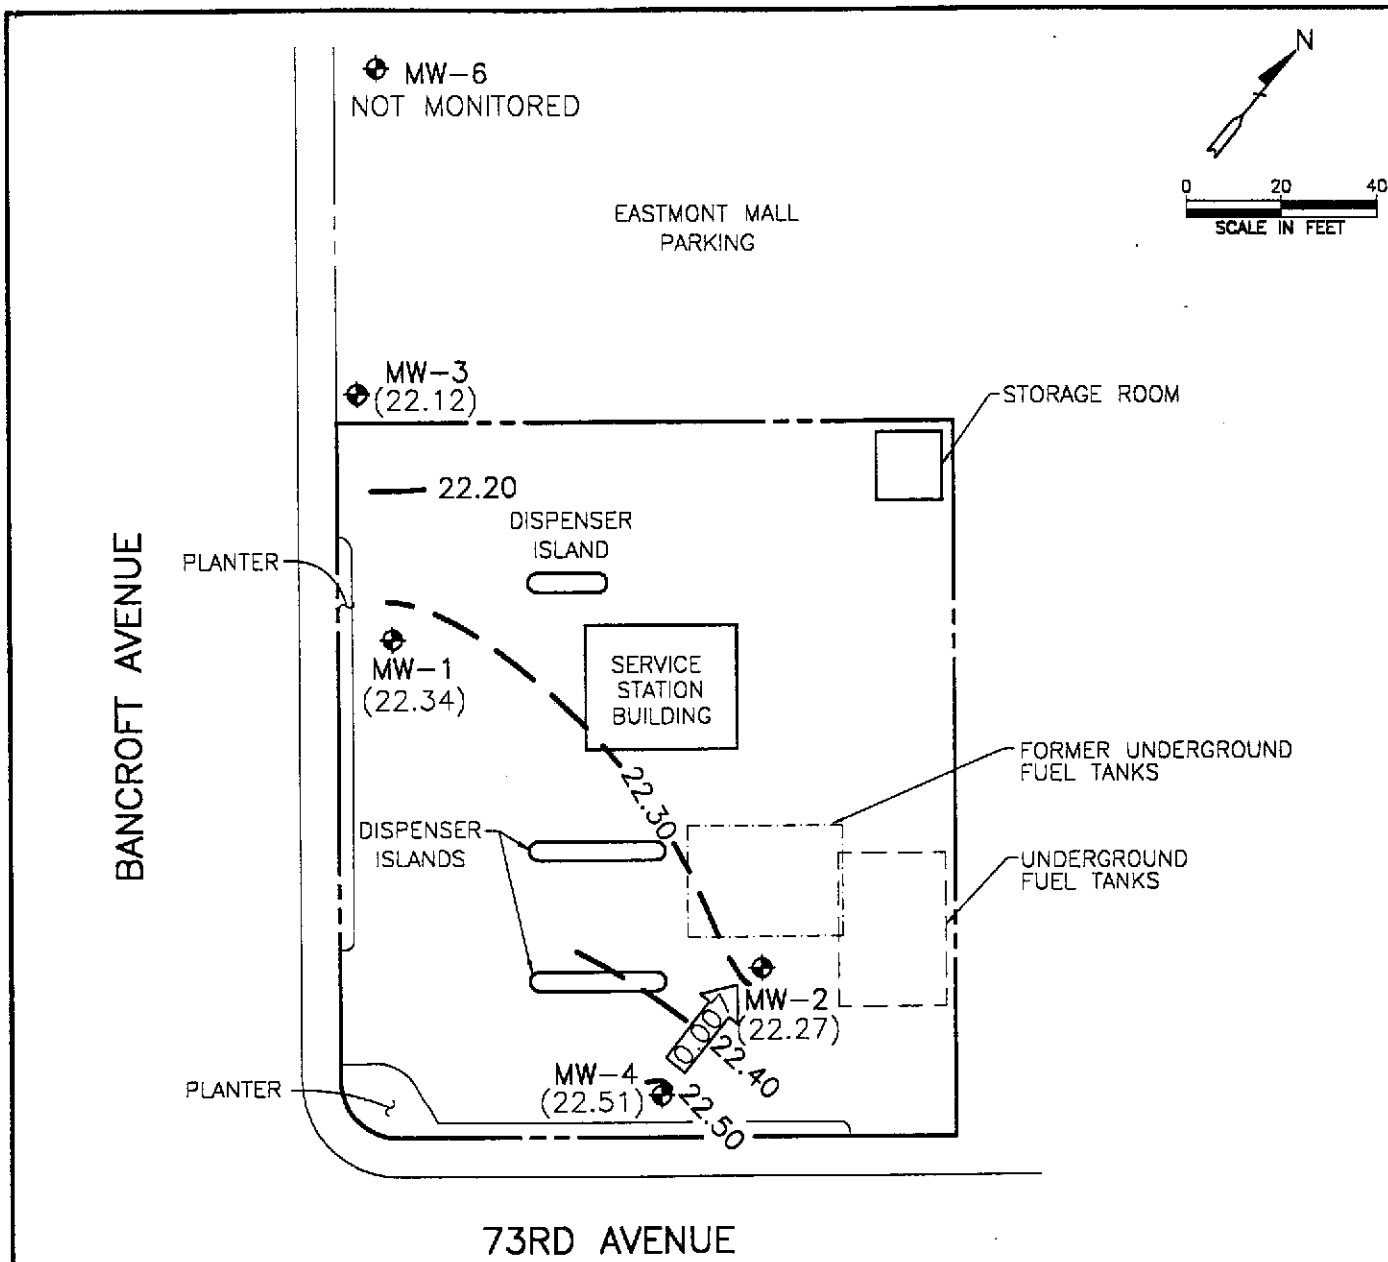 MW-6
NOT MONITORED
N
0 20 40
SCALE IN FEET
EASTMONT MALL
PARKING
MW-3
(22.12)
STORAGE ROOM
22.20
DISPENSER
ISLAND
PLANTER
BANCROFT AVENUE
MW-1
(22.34)
SERVICE
STATION
BUILDING
FORMER UNDERGROUND
FUEL TANKS
22.30
DISPENSER
ISLANDS
UNDERGROUND
FUEL TANKS
MW-2
(22.27)
22.40
MW-4
(22.51)
22.50
PLANTER
73RD AVENUE